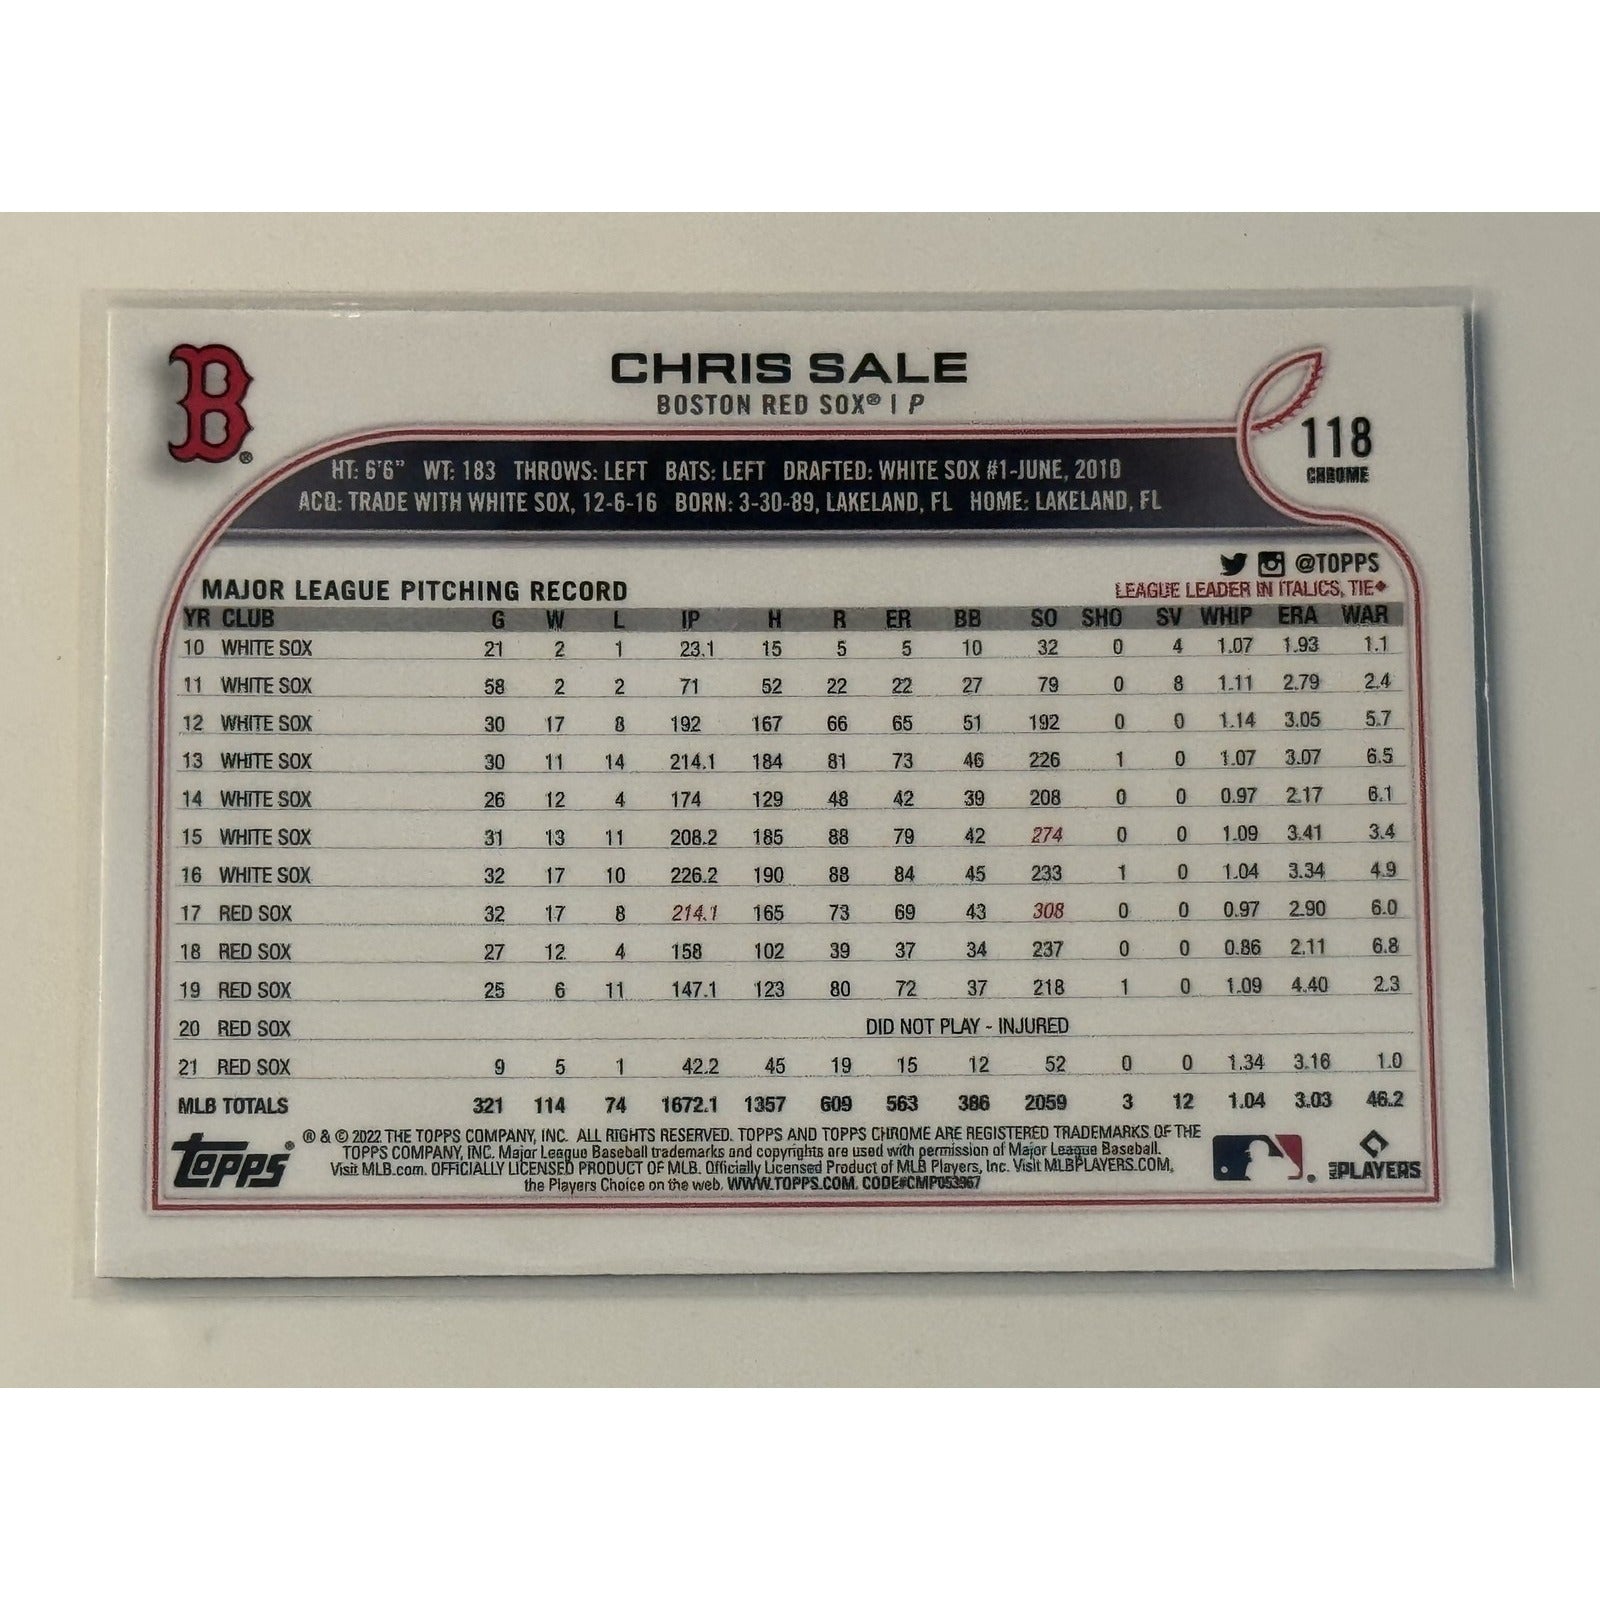 B®
CHRIS SALE
BOSTON RED SOX® | P
118
CHROME
HT: 6'6" WT: 183 THROWS: LEFT BATS: LEFT DRAFTED: WHITE SOX #1-JUNE, 2010
ACQ: TRADE WITH WHITE SOX, 12-6-16 BORN: 3-30-89, LAKELAND, FL HOME: LAKELAND, FL
@TOPPS
MAJOR LEAGUE PITCHING RECORD LEAGUE LEADER IN ITALICS, TIE♦
YR CLUB G W L IP H R ER BB SO SHO SV WHIP ERA WAR
10 WHITE SOX 21 2 1 23.1 15 5 5 10 32 0 4 1.07 1.93 1.1
11 WHITE SOX 58 2 2 71 52 22 22 27 79 0 8 1.11 2.79 2.4
12 WHITE SOX 30 17 8 192 167 66 65 51 192 0 0 1.14 3.05 5.7
13 WHITE SOX 30 11 14 214.1 184 81 73 46 226 1 0 1.07 3.07 6.5
14 WHITE SOX 26 12 4 174 129 48 42 39 208 0 0 0.97 2.17 6.1
15 WHITE SOX 31 13 11 208.2 185 88 79 42 274 0 0 1.09 3.41 3.4
16 WHITE SOX 32 17 10 226.2 190 88 84 45 233 1 0 1.04 3.34 4.9
17 RED SOX 32 17 8 214.1 165 73 69 43 308 0 0 0.97 2.90 6.0
18 RED SOX 27 12 4 158 102 39 37 34 237 0 0 0.86 2.11 6.8
19 RED SOX 25 6 11 147.1 123 80 72 37 218 1 0 1.09 4.40 2.3
20 RED SOX DID NOT PLAY - INJURED
21 RED SOX 9 5 1 42.2 45 19 15 12 52 0 0 1.34 3.16 1.0
MLB TOTALS 321 114 74 1672.1 1357 609 563 386 2059 3 12 1.04 3.03 46.2
Topps®
® & © 2022 THE TOPPS COMPANY, INC. ALL RIGHTS RESERVED. TOPPS AND TOPPS CHROME ARE REGISTERED TRADEMARKS OF THE
TOPPS COMPANY, INC. Major League Baseball trademarks and copyrights are used with permission of Major League Baseball.
Visit MLB.com. OFFICIALLY LICENSED PRODUCT OF MLB. Officially Licensed Product of MLB Players, Inc. Visit MLBPLAYERS.COM,
the Players Choice on the web. WWW.TOPPS.COM. CODE#CMP053967
MLB PLAYERS